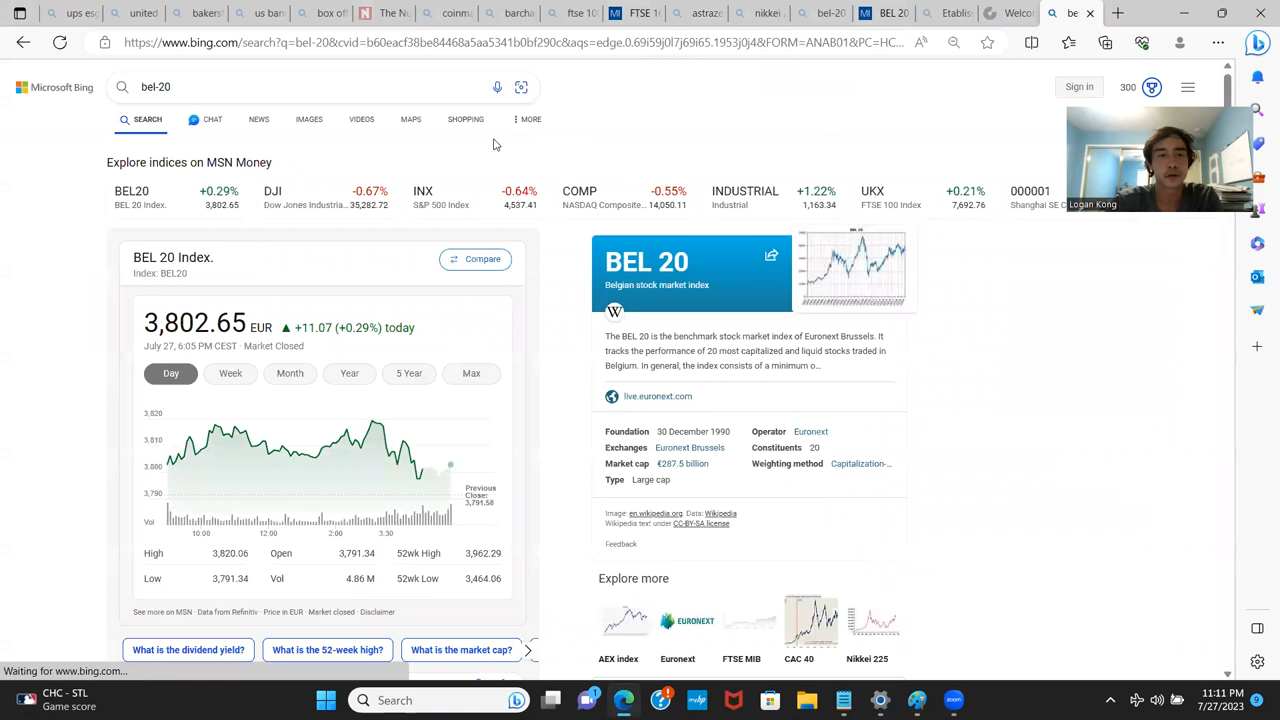 ups esg
utilitie
bakers
Su ban
box off
The Nu
coinma
barcha
ftse 10
FTSE 10
astraze
nikkei
bel-20
BEL 20
Etablis
Welcor
be
https://www.bing.com/search?q=bel-20&cvid=b60eacf38be84468a5aa5341b0bf290c&aqs=edge.0.69i59j0l7j69i65.1953j0j4&FORM=ANAB01&PC=HC...
Microsoft Bing
bel-20
Sign in
300
SEARCH
CHAT
NEWS
IMAGES
VIDEOS
MAPS
SHOPPING
MORE
Explore indices on MSN Money
BEL20 +0.29%
BEL 20 Index. 3,802.65
DJI -0.67%
Dow Jones Industria... 35,282.72
INX -0.64%
S&P 500 Index 4,537.41
COMP -0.55%
NASDAQ Composite... 14,050.11
INDUSTRIAL +1.22%
Industrial 1,163.34
UKX +0.21%
FTSE 100 Index 7,692.76
000001
Shanghai SE C
Logan Kong
BEL 20 Index.
Index: BEL20
Compare
3,802.65 EUR ▲ +11.07 (+0.29%) today
July 27, 6:05 PM CEST · Market Closed
Day
Week
Month
Year
5 Year
Max
3,820
3,810
3,800
3,790
Previous
Close:
3,791.58
Vol
10:00 12:00 2:00 3:30
High 3,820.06 Open 3,791.34 52wk High 3,962.29
Low 3,791.34 Vol 4.86 M 52wk Low 3,464.06
See more on MSN · Data from Refinitiv · Price in EUR · Market closed · Disclaimer
What is the dividend yield?
What is the 52-week high?
What is the market cap?
BEL 20
Belgian stock market index
BEL 20
W
The BEL 20 is the benchmark stock market index of Euronext Brussels. It
tracks the performance of 20 most capitalized and liquid stocks traded in
Belgium. In general, the index consists of a minimum o...
live.euronext.com
Foundation 30 December 1990 Operator Euronext
Exchanges Euronext Brussels Constituents 20
Market cap €287.5 billion Weighting method Capitalization-...
Type Large cap
Image: en.wikipedia.org. Data: Wikipedia
Wikipedia text under CC-BY-SA license
Feedback
Explore more
EURONEXT
AEX index
Euronext
FTSE MIB
CAC 40
Nikkei 225
Waiting for www.bing.com...
CHC - STL
Game score
Search
1
11:11 PM
7/27/2023
9